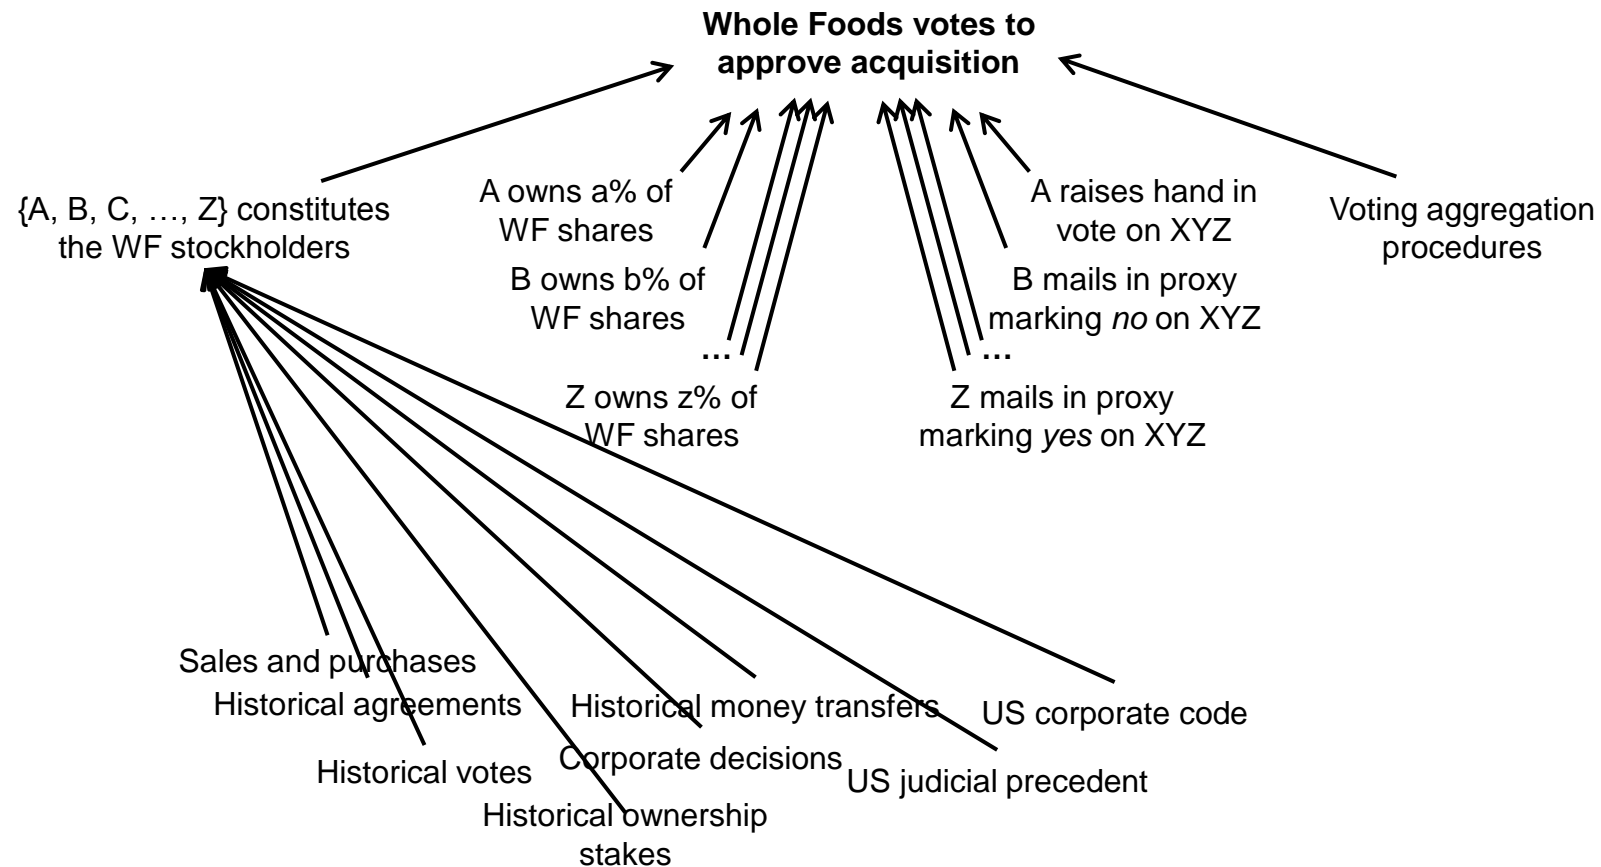 Whole Foods votes to
approve acquisition
{A, B, C, …, Z} constitutes
the WF stockholders
A owns a% of
WF shares
B owns b% of
WF shares
…
Z owns z% of
WF shares
A raises hand in
vote on XYZ
B mails in proxy
marking no on XYZ
…
Z mails in proxy
marking yes on XYZ
Voting aggregation
procedures
Sales and purchases
Historical agreements
Historical votes
Historical ownership
stakes
Historical money transfers
Corporate decisions
US corporate code
US judicial precedent